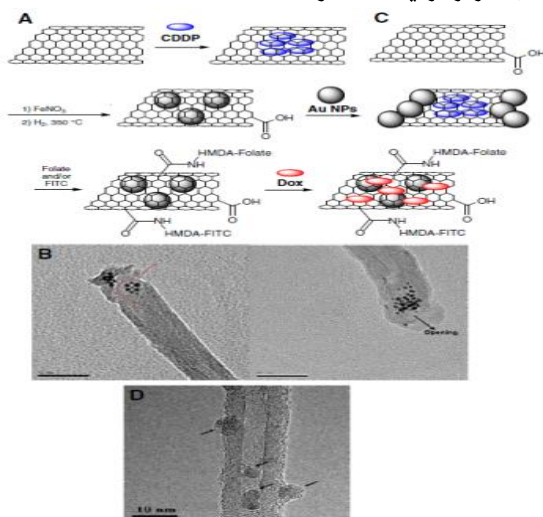 A
CDDP
C
OH
O
1) FeNO₃
2) H₂, 350 °C
OH
O
Au NPs
HMDA-Folate
O
NH
Folate
and/or
FITC
OH
O
O
NH
HMDA-FITC
Dox
HMDA-Folate
O
NH
OH
O
O
NH
HMDA-FITC
B
Opening
D
10 nm